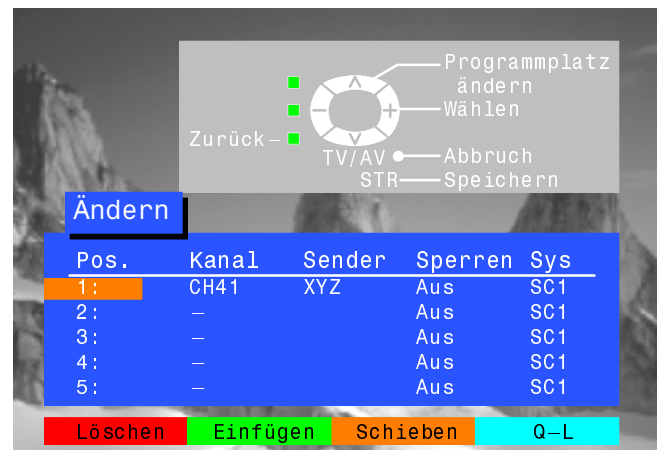 Programmplatz
ändern
Wählen
Zurück
TV/AV Abbruch
STR Speichern
Ändern
Pos. Kanal Sender Sperren Sys
1: CH41 XYZ Aus SC1
2: – Aus SC1
3: – Aus SC1
4: – Aus SC1
5: – Aus SC1
Löschen Einfügen Schieben Q–L